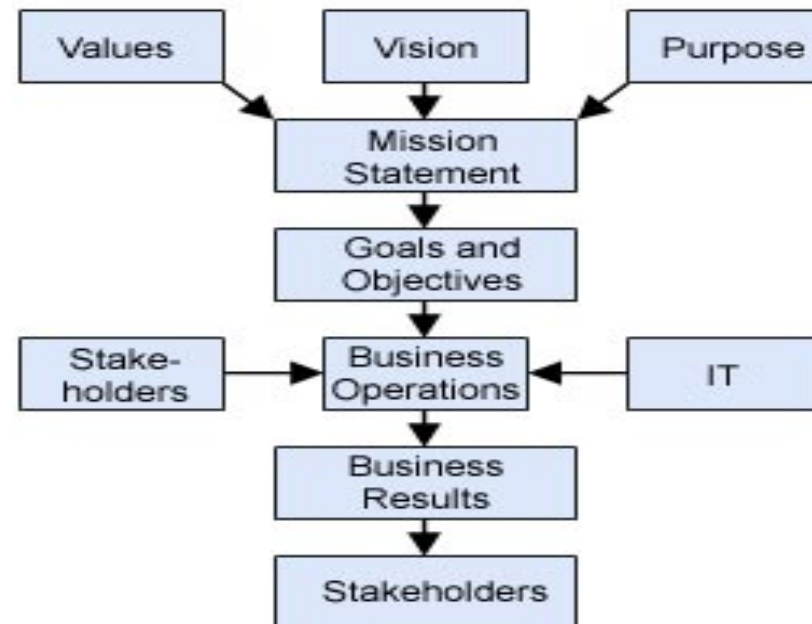 Values
Vision
Purpose
Mission
Statement
Goals and
Objectives
Stake-
holders
Business
Operations
IT
Business
Results
Stakeholders